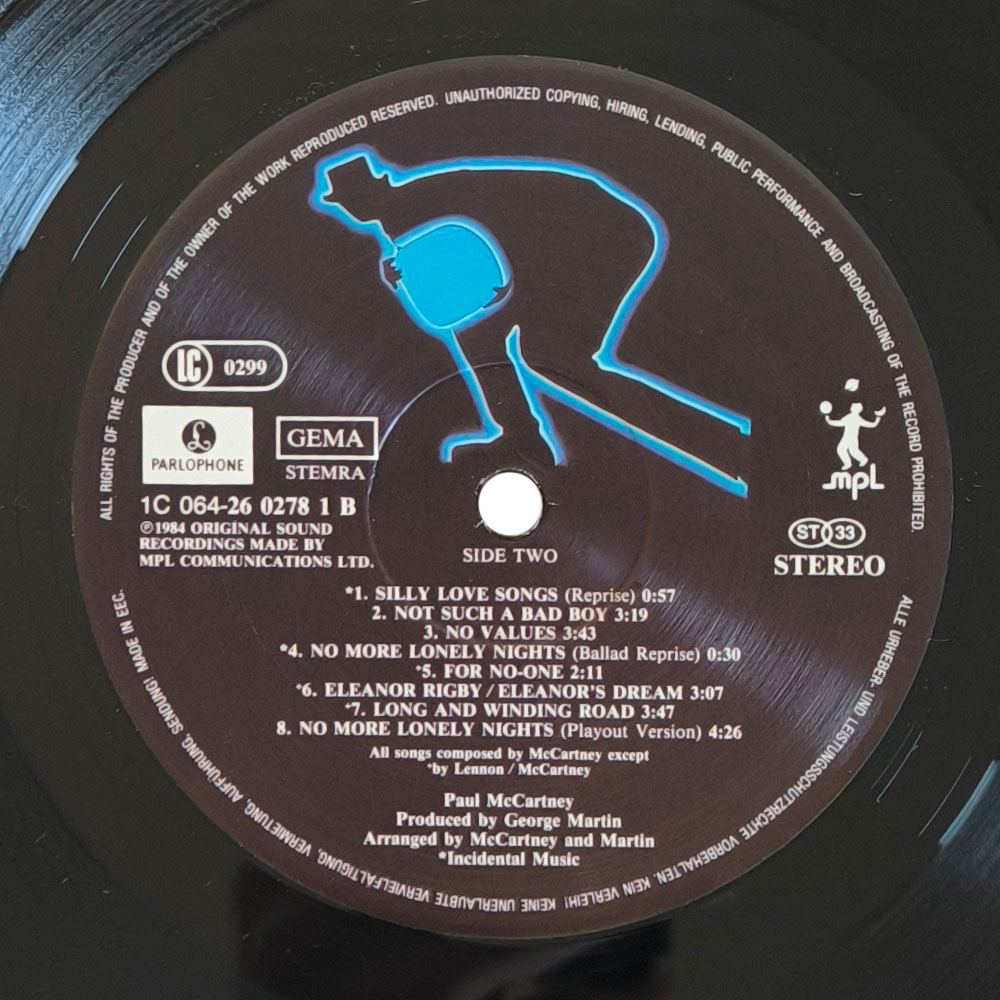 ALL RIGHTS OF THE PRODUCER AND OF THE OWNER OF THE WORK REPRODUCED RESERVED. UNAUTHORIZED COPYING, HIRING, LENDING, PUBLIC PERFORMANCE AND BROADCASTING OF THE RECORD PROHIBITED.
LC 0299
£
PARLOPHONE
GEMA
STEMRA
1C 064-26 0278 1 B
℗1984 ORIGINAL SOUND
RECORDINGS MADE BY
MPL COMMUNICATIONS LTD.
mpL
ST 33
STEREO
SIDE TWO
*1. SILLY LOVE SONGS (Reprise) 0:57
2. NOT SUCH A BAD BOY 3:19
3. NO VALUES 3:43
*4. NO MORE LONELY NIGHTS (Ballad Reprise) 0:30
+5. FOR NO-ONE 2:11
+6. ELEANOR RIGBY / ELEANOR'S DREAM 3:07
+7. LONG AND WINDING ROAD 3:47
8. NO MORE LONELY NIGHTS (Playout Version) 4:26
All songs composed by McCartney except
+by Lennon / McCartney
Paul McCartney
Produced by George Martin
Arranged by McCartney and Martin
*Incidental Music
ALLE URHEBER- UND LEISTUNGSSCHUTZRECHTE VORBEHALTEN. KEIN VERLEIH! KEINE UNERLAUBTE VERVIELFÄLTIGUNG, VERMIETUNG, AUFFÜHRUNG, SENDUNG! MADE IN EEC.